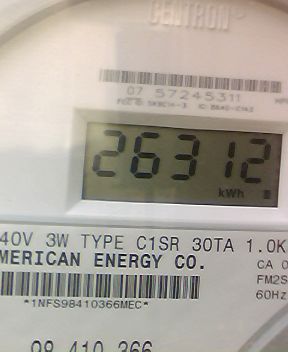 CENTRON®
07 57245311
26312
kWh
40V 3W TYPE C1SR 30TA 1.0K
MERICAN ENERGY CO.
CA 0
FM2S
60Hz
*1NFS98410366MEC*
98 410 366